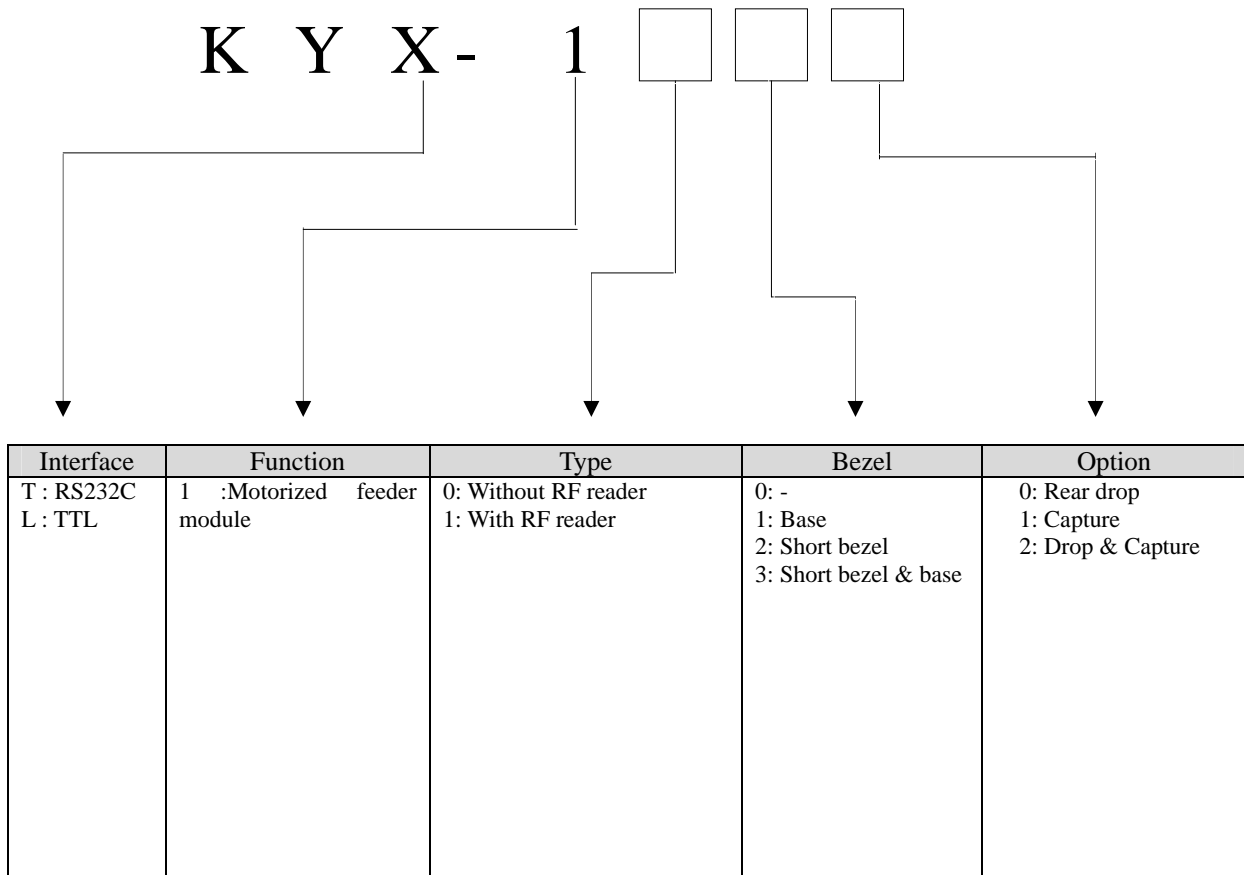 K Y X - 1
Interface Function Type Bezel Option
T : RS232C 1 :Motorized feeder 0: Without RF reader 0: - 0: Rear drop
L : TTL module 1: With RF reader 1: Base 1: Capture
2: Short bezel 2: Drop & Capture
3: Short bezel & base